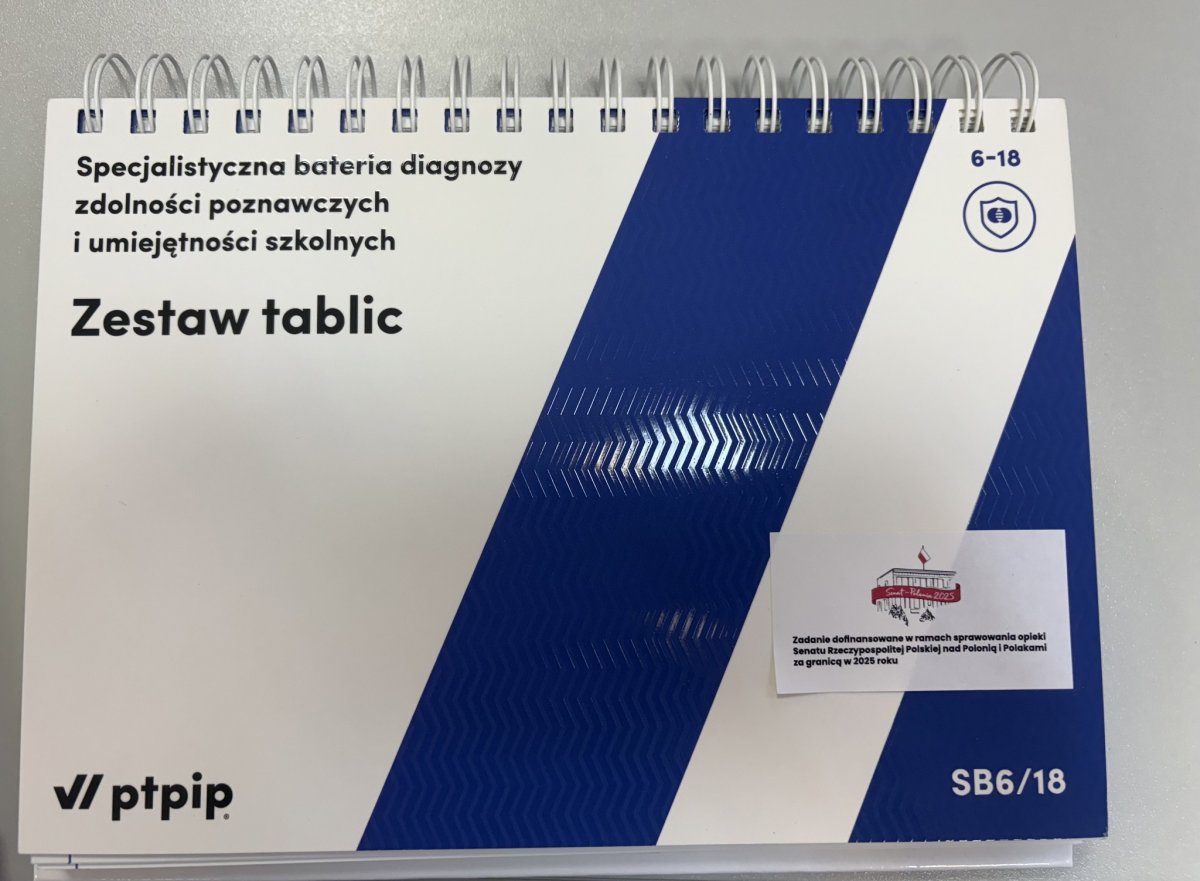 Specjalistyczna bateria diagnozy
zdolności poznawczych
i umiejętności szkolnych
Zestaw tablic
6-18
Senat-Polonia 2025
Zadanie dofinansowane w ramach sprawowania opieki
Senatu Rzeczypospolitej Polskiej nad Polonią i Polakami
za granicą w 2025 roku
ptpip®
SB6/18